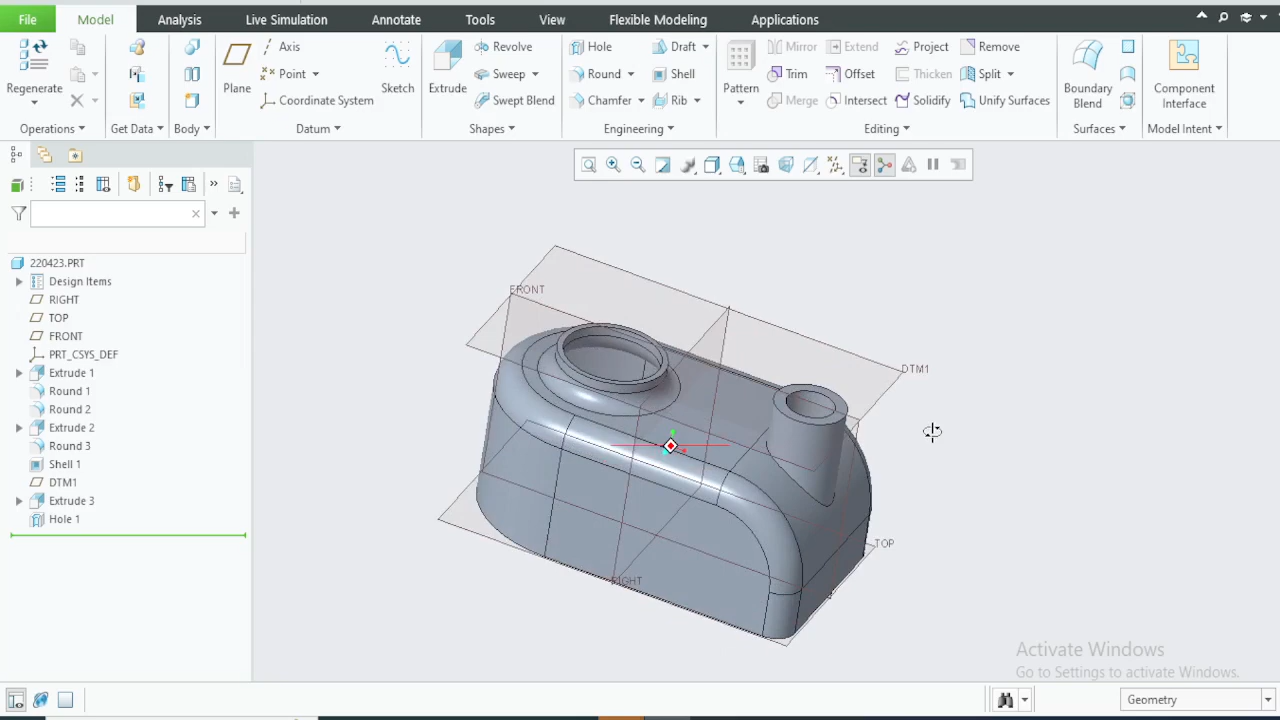 File Model Analysis Live Simulation Annotate Tools View Flexible Modeling Applications
Axis Revolve Hole Draft Mirror Extend Project Remove
Point Sweep Round Shell Trim Offset Thicken Split
Regenerate Plane Sketch Extrude Pattern Boundary Blend Component Interface
Coordinate System Swept Blend Chamfer Rib Merge Intersect Solidify Unify Surfaces
Operations Get Data Body Datum Shapes Engineering Editing Surfaces Model Intent
220423.PRT
Design Items
RIGHT
TOP
FRONT
PRT_CSYS_DEF
Extrude 1
Round 1
Round 2
Extrude 2
Round 3
Shell 1
DTM1
Extrude 3
Hole 1
FRONT
DTM1
TOP
RIGHT
Activate Windows
Go to Settings to activate Windows.
Geometry